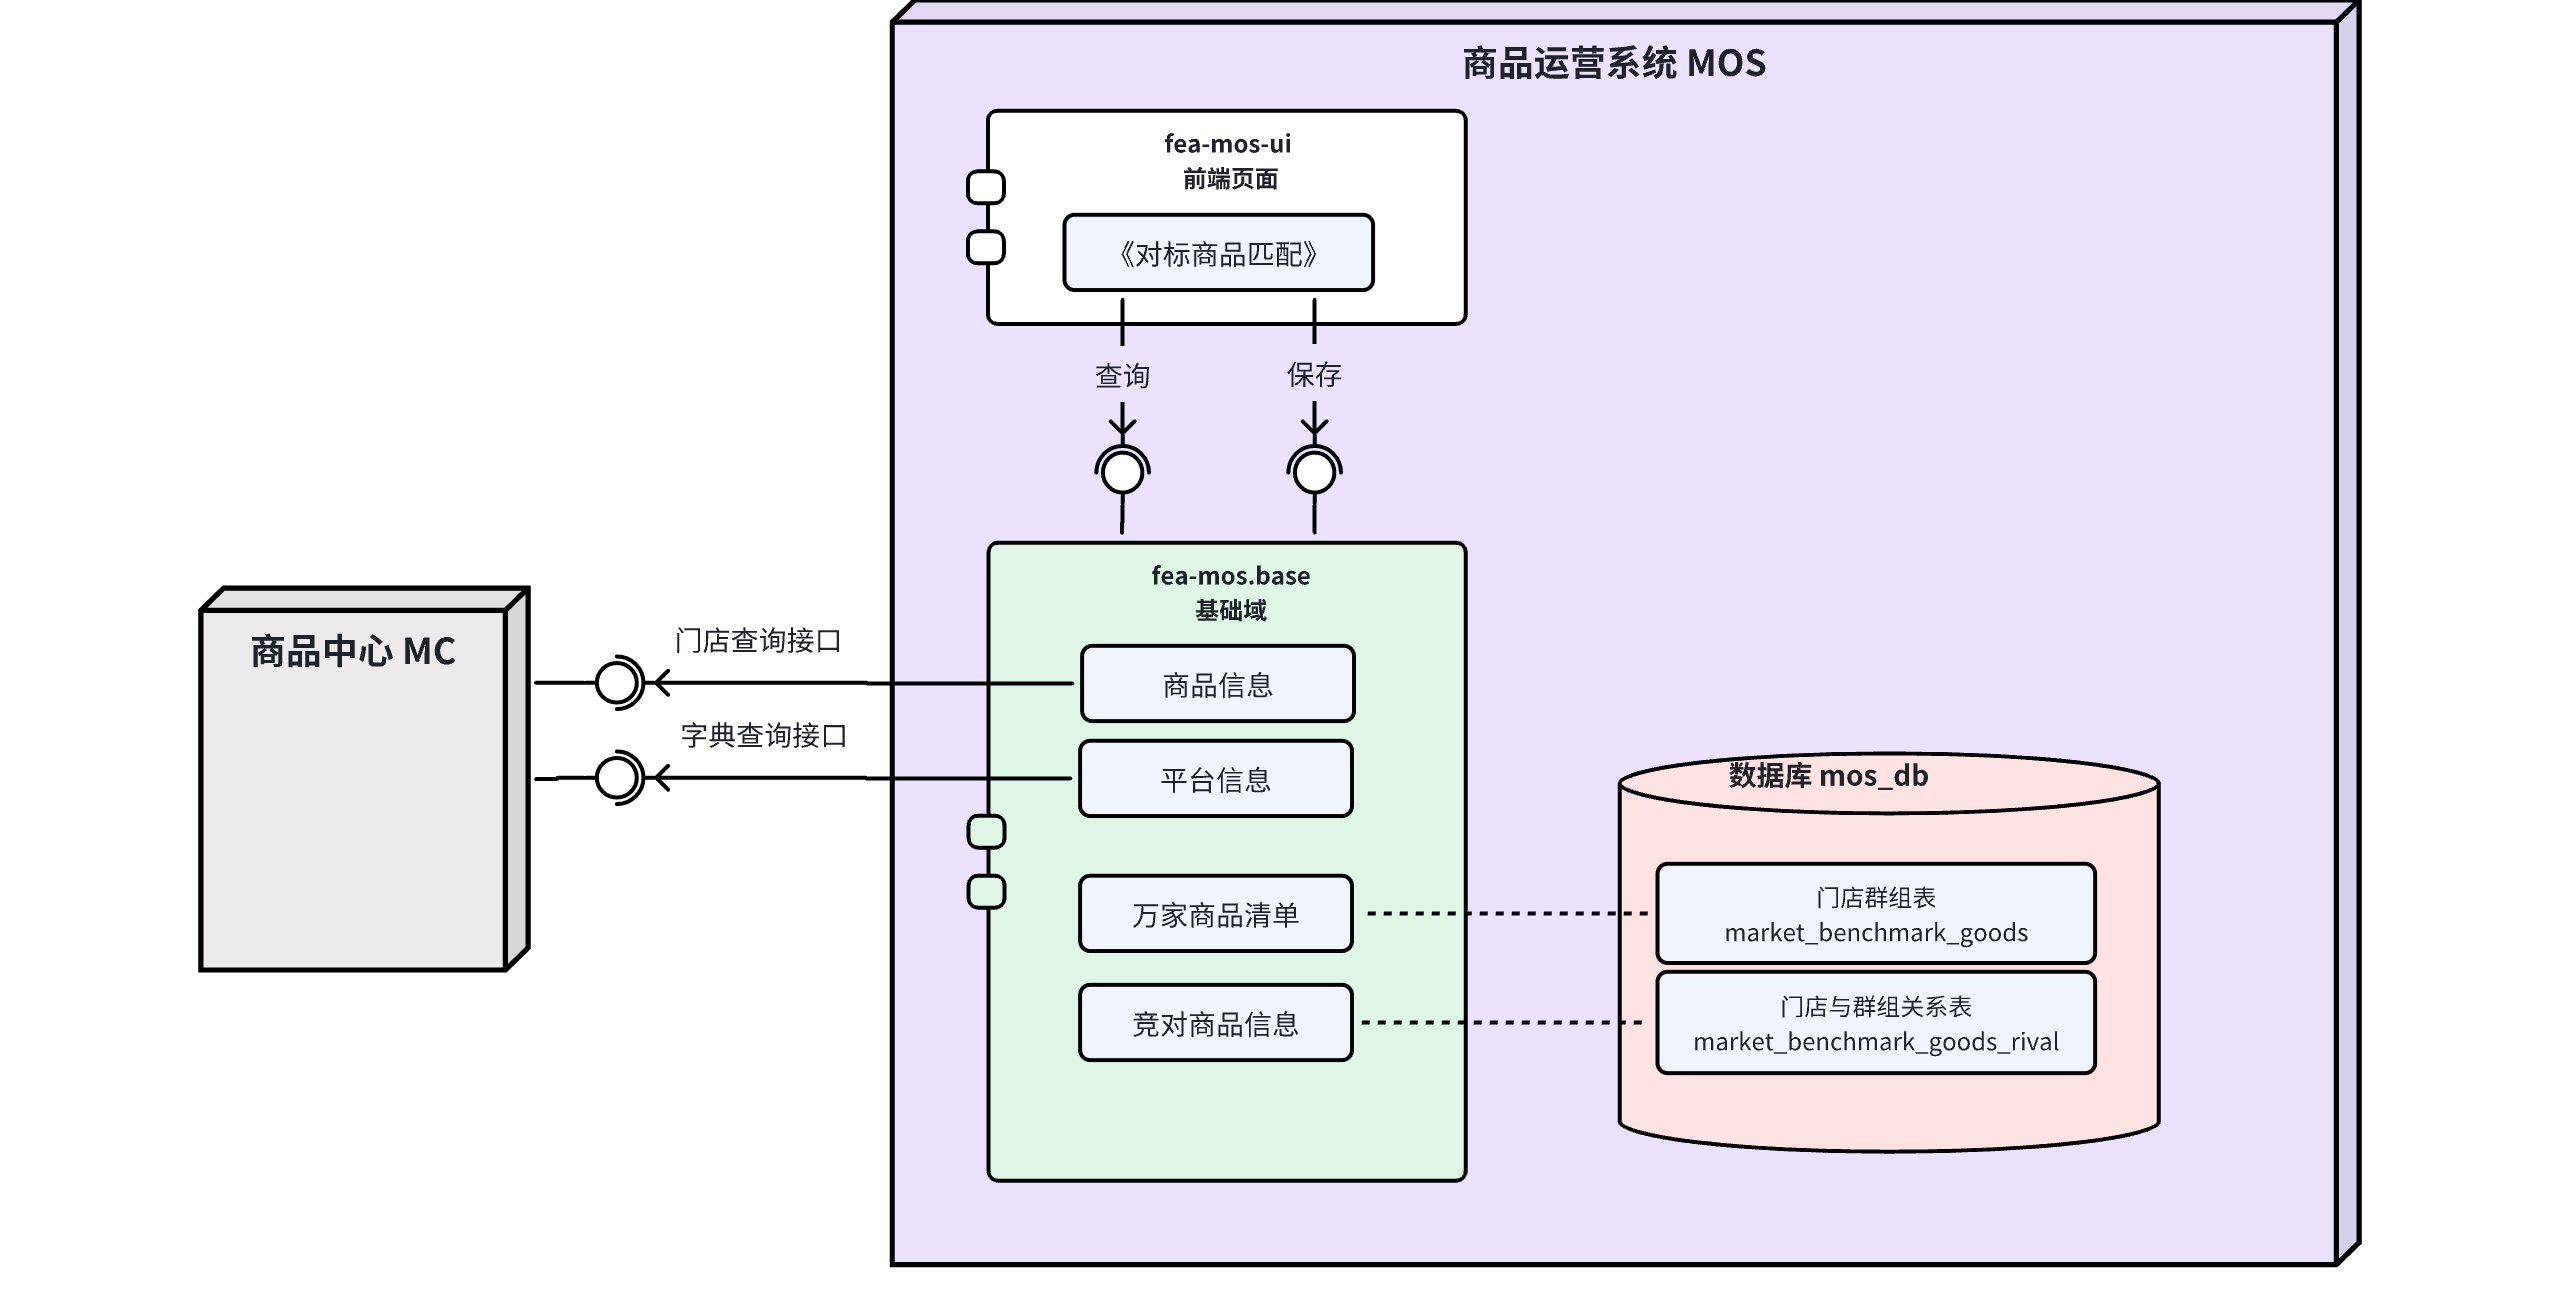 商品运营系统 MOS
fea-mos-ui
前端页面
《对标商品匹配》
查询
保存
fea-mos.base
基础域
商品中心 MC
门店查询接口
商品信息
字典查询接口
平台信息
数据库 mos_db
万家商品清单
门店群组表
market_benchmark_goods
竞对商品信息
门店与群组关系表
market_benchmark_goods_rival